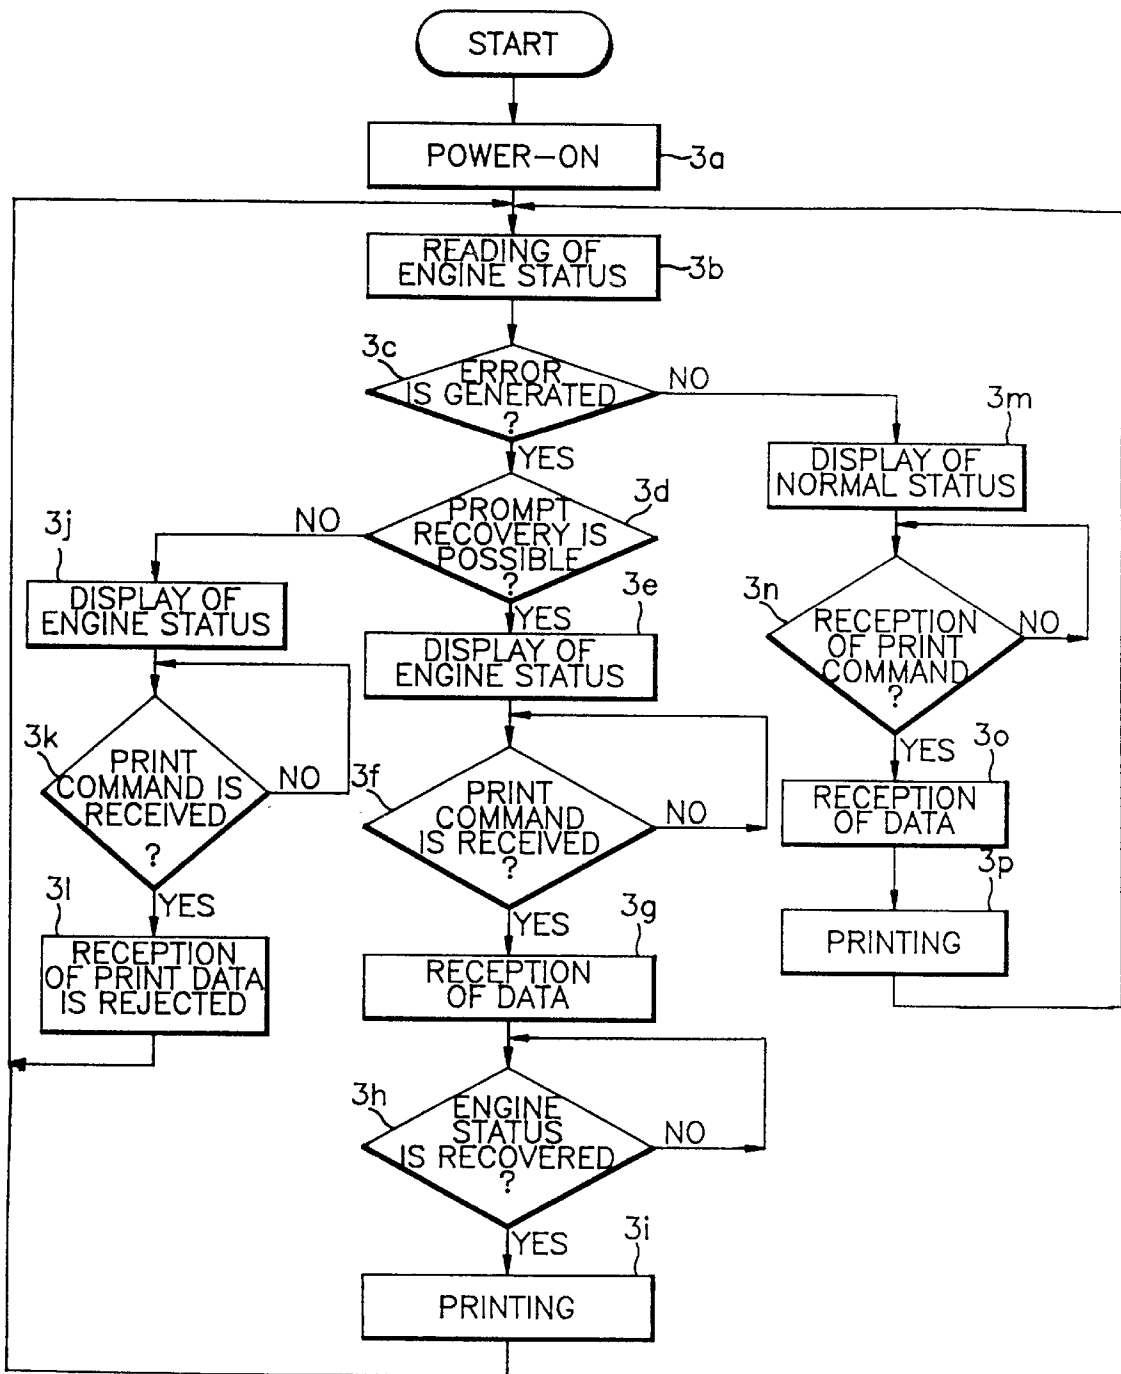 START
POWER-ON
3a
READING OF
ENGINE STATUS
3b
3c
ERROR
IS GENERATED
?
NO
YES
3m
DISPLAY OF
NORMAL STATUS
3d
PROMPT
RECOVERY IS
POSSIBLE
?
NO
YES
3j
DISPLAY OF
ENGINE STATUS
3e
DISPLAY OF
ENGINE STATUS
3n
RECEPTION
OF PRINT
COMMAND
?
NO
YES
3k
PRINT
COMMAND IS
RECEIVED
?
NO
YES
3f
PRINT
COMMAND
IS RECEIVED
?
NO
YES
3o
RECEPTION
OF DATA
3p
PRINTING
3l
RECEPTION
OF PRINT DATA
IS REJECTED
3g
RECEPTION
OF DATA
3h
ENGINE
STATUS
IS RECOVERED
?
NO
YES
3i
PRINTING